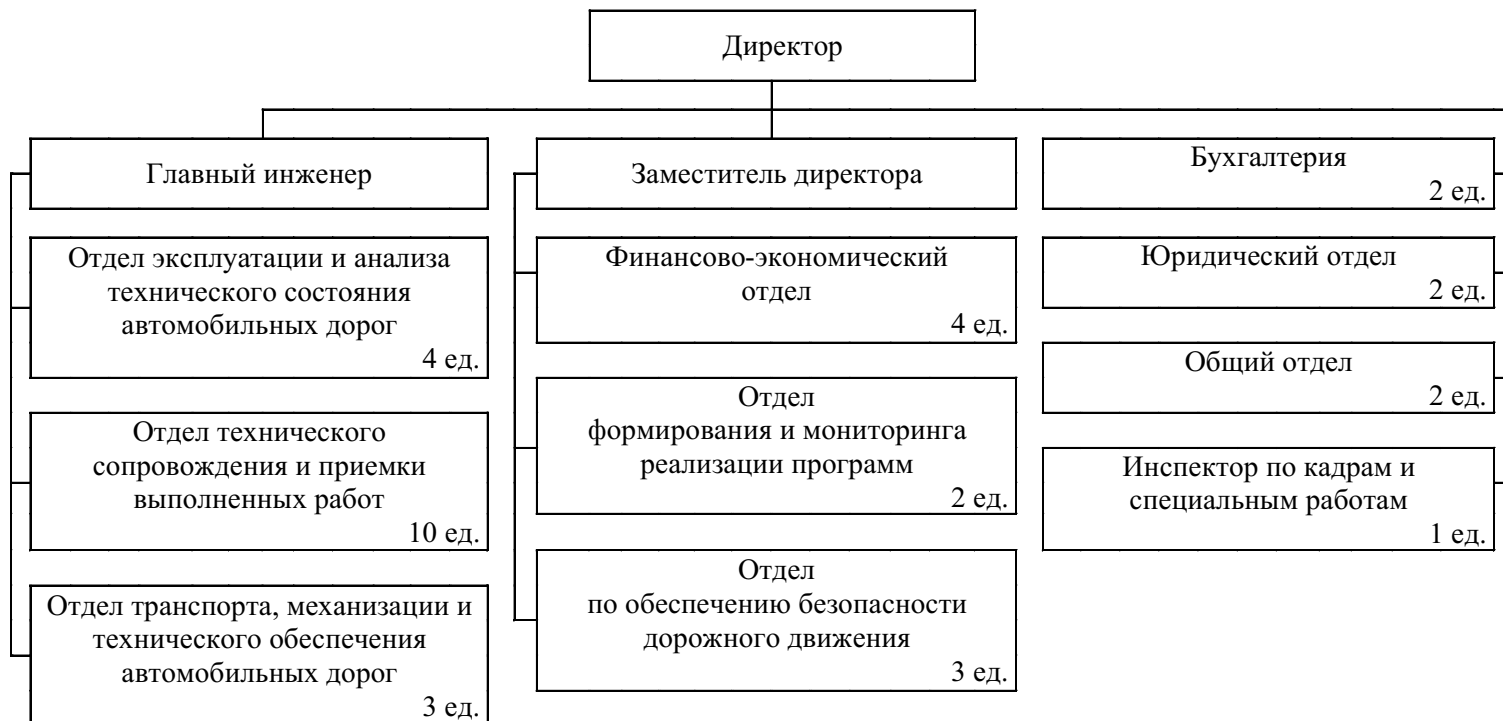 Директор
Главный инженер
Отдел эксплуатации и анализа
технического состояния
автомобильных дорог
4 ед.
Отдел технического
сопровождения и приемки
выполненных работ
10 ед.
Отдел транспорта, механизации и
технического обеспечения
автомобильных дорог
3 ед.
Заместитель директора
Финансово-экономический
отдел
4 ед.
Отдел
формирования и мониторинга
реализации программ
2 ед.
Отдел
по обеспечению безопасности
дорожного движения
3 ед.
Бухгалтерия
2 ед.
Юридический отдел
2 ед.
Общий отдел
2 ед.
Инспектор по кадрам и
специальным работам
1 ед.